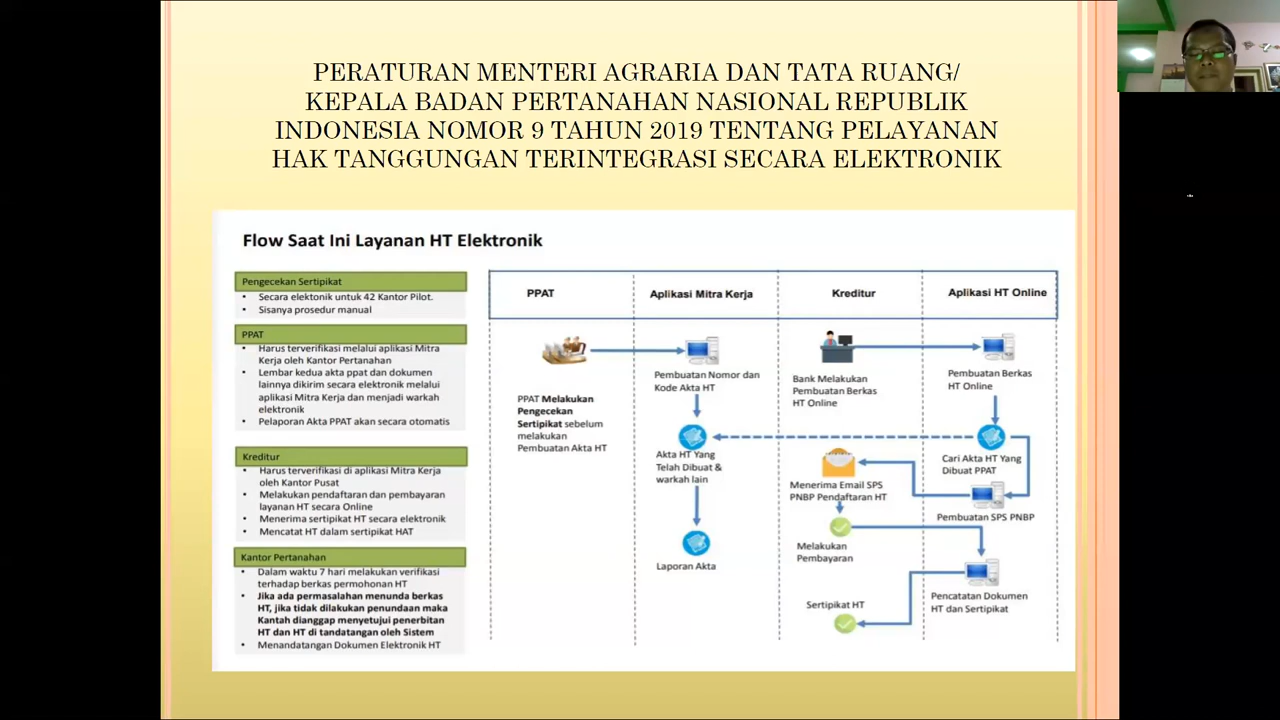 PERATURAN MENTERI AGRARIA DAN TATA RUANG/
KEPALA BADAN PERTANAHAN NASIONAL REPUBLIK
INDONESIA NOMOR 9 TAHUN 2019 TENTANG PELAYANAN
HAK TANGGUNGAN TERINTEGRASI SECARA ELEKTRONIK
Flow Saat Ini Layanan HT Elektronik
Pengecekan Sertipikat
• Secara elektonik untuk 42 Kantor Pilot.
• Sisanya prosedur manual
PPAT
• Harus terverifikasi melalui aplikasi Mitra
Kerja oleh Kantor Pertanahan
• Lembar kedua akta ppat dan dokumen
lainnya dikirim secara elektronik melalui
aplikasi Mitra Kerja dan menjadi warkah
elektronik
• Pelaporan Akta PPAT akan secara otomatis
Kreditur
• Harus terverifikasi di aplikasi Mitra Kerja
oleh Kantor Pusat
• Melakukan pendaftaran dan pembayaran
layanan HT secara Online
• Menerima sertipikat HT secara elektronik
• Mencatat HT dalam sertipikat HAT
Kantor Pertanahan
• Dalam waktu 7 hari melakukan verifikasi
terhadap berkas permohonan HT
• Jika ada permasalahan menunda berkas
HT, jika tidak dilakukan penundaan maka
Kantah dianggap menyetujui penerbitan
HT dan HT di tandatangan oleh Sistem
• Menandatangan Dokumen Elektronik HT
PPAT
Aplikasi Mitra Kerja
Kreditur
Aplikasi HT Online
PPAT Melakukan
Pengecekan
Sertipikat sebelum
melakukan
Pembuatan Akta HT
Pembuatan Nomor dan
Kode Akta HT
Akta HT Yang
Telah Dibuat &
warkah lain
Laporan Akta
Bank Melakukan
Pembuatan Berkas
HT Online
Menerima Email SPS
PNBP Pendaftaran HT
Melakukan
Pembayaran
Sertipikat HT
Pembuatan Berkas
HT Online
Cari Akta HT Yang
Dibuat PPAT
Pembuatan SPS PNBP
Pencatatan Dokumen
HT dan Sertipikat